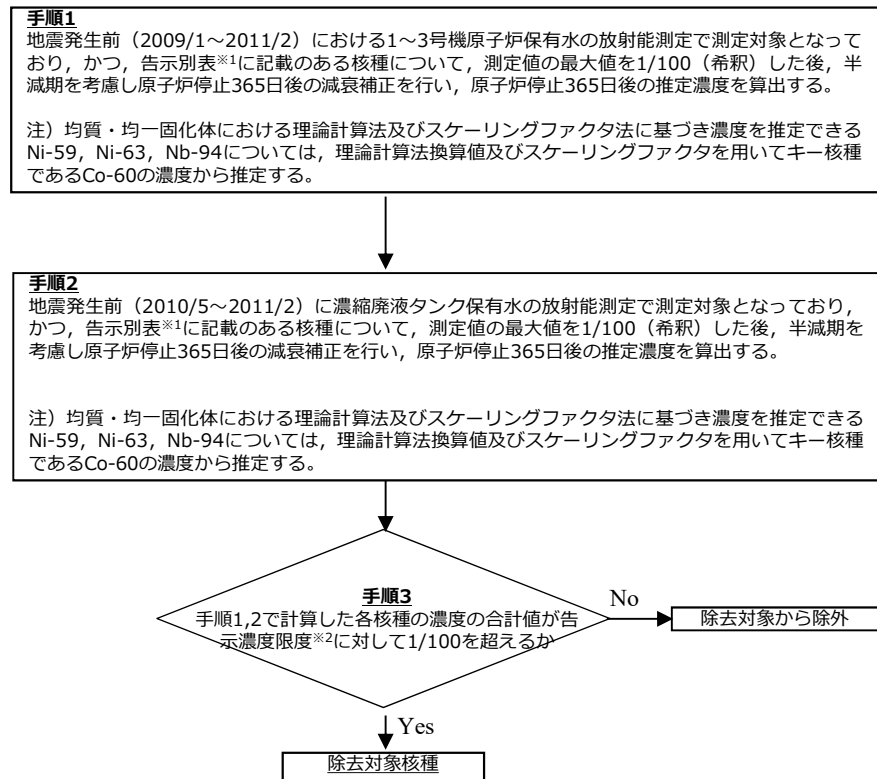 手順1
地震発生前（2009/1～2011/2）における1～3号機原子炉保有水の放射能測定で測定対象となって
おり，かつ，告示別表※1に記載のある核種について，測定値の最大値を1/100（希釈）した後，半
減期を考慮し原子炉停止365日後の減衰補正を行い，原子炉停止365日後の推定濃度を算出する。
注）均質・均一固化体における理論計算法及びスケーリングファクタ法に基づき濃度を推定できる
Ni-59，Ni-63，Nb-94については，理論計算法換算値及びスケーリングファクタを用いてキー核種
であるCo-60の濃度から推定する。
手順2
地震発生前（2010/5～2011/2）に濃縮廃液タンク保有水の放射能測定で測定対象となっており，
かつ，告示別表※1に記載のある核種について，測定値の最大値を1/100（希釈）した後，半減期を
考慮し原子炉停止365日後の減衰補正を行い，原子炉停止365日後の推定濃度を算出する。
注）均質・均一固化体における理論計算法及びスケーリングファクタ法に基づき濃度を推定できる
Ni-59，Ni-63，Nb-94については，理論計算法換算値及びスケーリングファクタを用いてキー核種
であるCo-60の濃度から推定する。
手順3
手順1,2で計算した各核種の濃度の合計値が告
示濃度限度※2に対して1/100を超えるか
No
除去対象から除外
Yes
除去対象核種